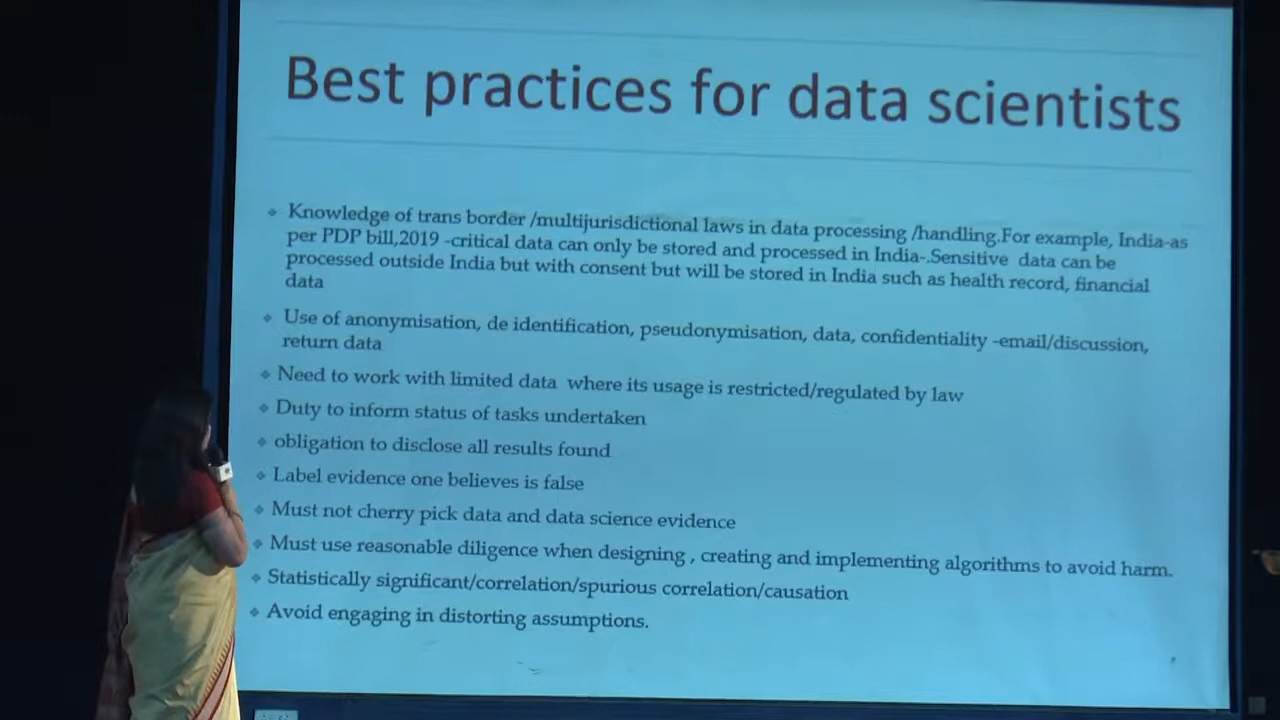 Best practices for data scientists
Knowledge of trans border /multijurisdictional laws in data processing /handling.For example, India-as
per PDP bill,2019 -critical data can only be stored and processed in India-.Sensitive data can be
processed outside India but with consent but will be stored in India such as health record, financial
data
Use of anonymisation, de identification, pseudonymisation, data, confidentiality -email/discussion,
return data
Need to work with limited data where its usage is restricted/regulated by law
Duty to inform status of tasks undertaken
obligation to disclose all results found
Label evidence one believes is false
Must not cherry pick data and data science evidence
Must use reasonable diligence when designing , creating and implementing algorithms to avoid harm.
Statistically significant/correlation/spurious correlation/causation
Avoid engaging in distorting assumptions.